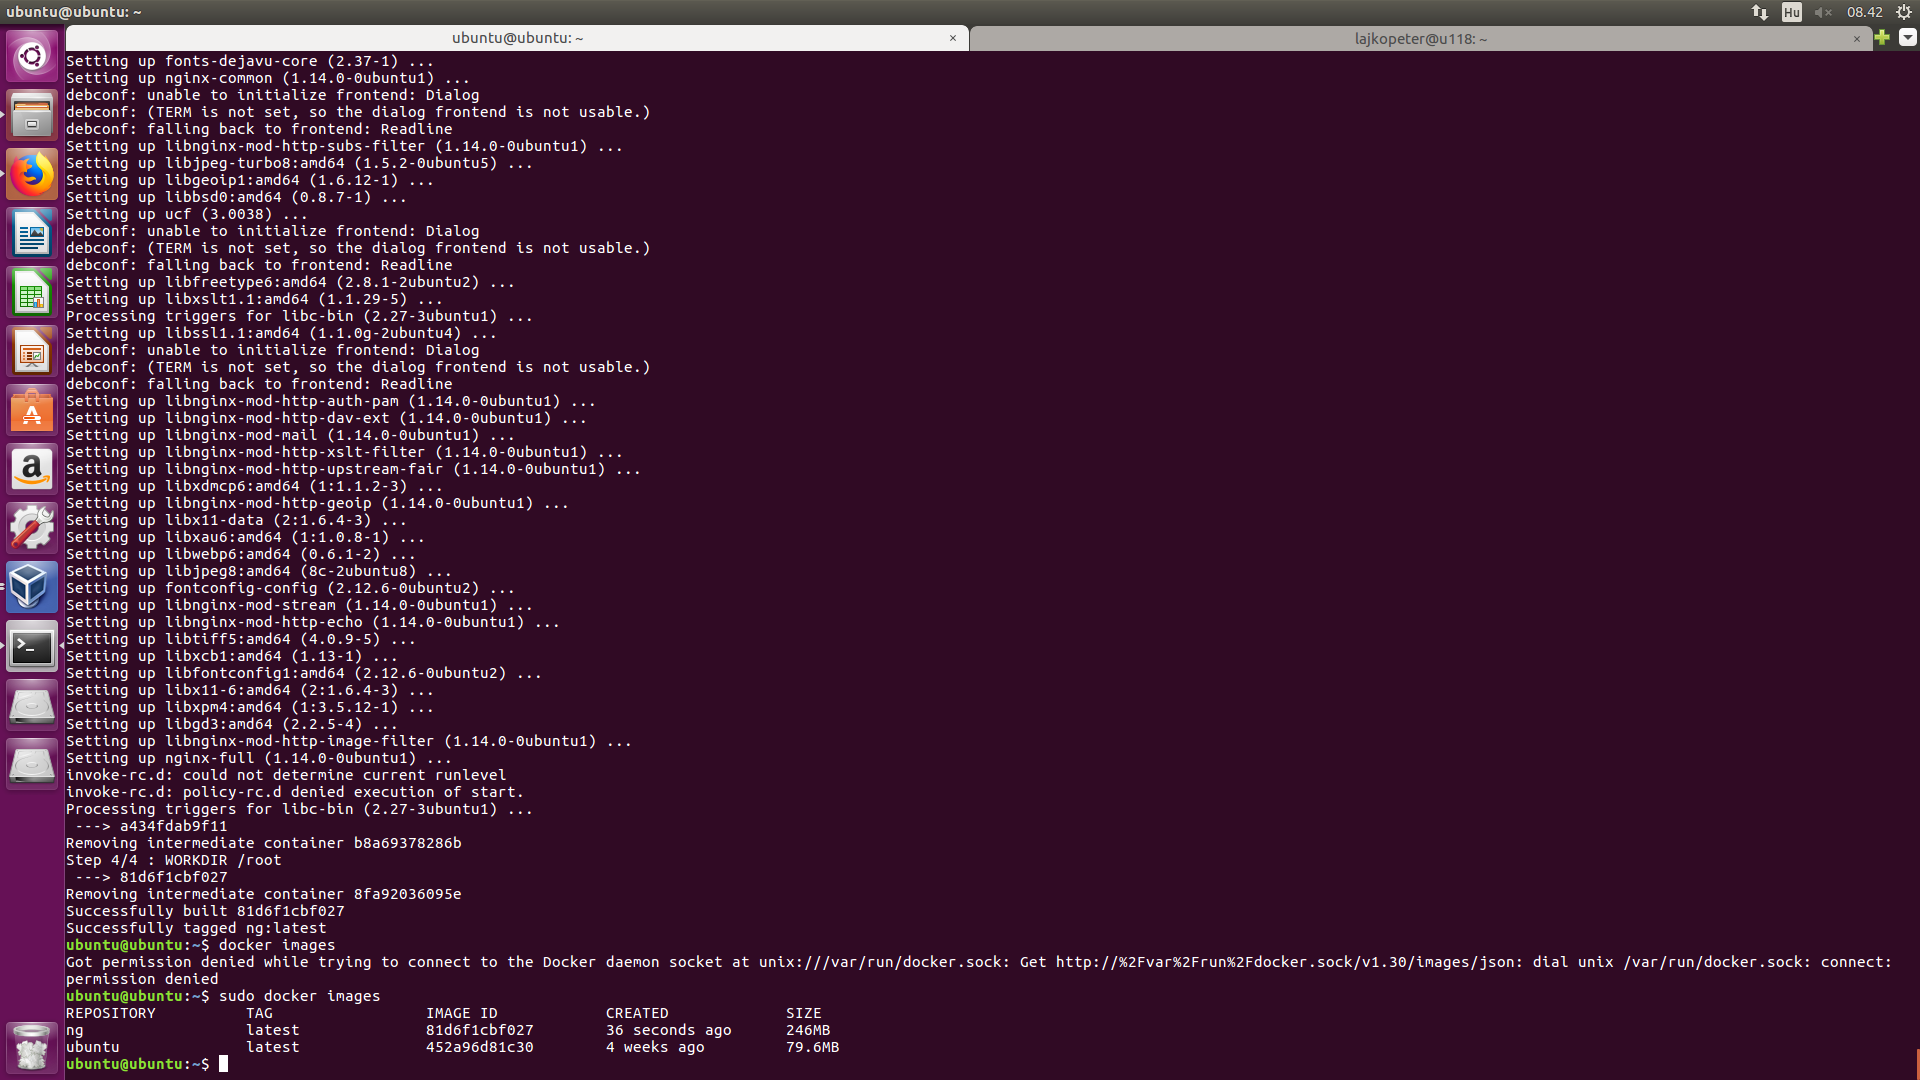 ubuntu@ubuntu: ~
Hu
08.42
ubuntu@ubuntu: ~ ×
lajkopeter@u118: ~ ×
Setting up fonts-dejavu-core (2.37-1) ...
Setting up nginx-common (1.14.0-0ubuntu1) ...
debconf: unable to initialize frontend: Dialog
debconf: (TERM is not set, so the dialog frontend is not usable.)
debconf: falling back to frontend: Readline
Setting up libnginx-mod-http-subs-filter (1.14.0-0ubuntu1) ...
Setting up libjpeg-turbo8:amd64 (1.5.2-0ubuntu5) ...
Setting up libgeoip1:amd64 (1.6.12-1) ...
Setting up libbsd0:amd64 (0.8.7-1) ...
Setting up ucf (3.0038) ...
debconf: unable to initialize frontend: Dialog
debconf: (TERM is not set, so the dialog frontend is not usable.)
debconf: falling back to frontend: Readline
Setting up libfreetype6:amd64 (2.8.1-2ubuntu2) ...
Setting up libxslt1.1:amd64 (1.1.29-5) ...
Processing triggers for libc-bin (2.27-3ubuntu1) ...
Setting up libssl1.1:amd64 (1.1.0g-2ubuntu4) ...
debconf: unable to initialize frontend: Dialog
debconf: (TERM is not set, so the dialog frontend is not usable.)
debconf: falling back to frontend: Readline
Setting up libnginx-mod-http-auth-pam (1.14.0-0ubuntu1) ...
Setting up libnginx-mod-http-dav-ext (1.14.0-0ubuntu1) ...
Setting up libnginx-mod-mail (1.14.0-0ubuntu1) ...
Setting up libnginx-mod-http-xslt-filter (1.14.0-0ubuntu1) ...
Setting up libnginx-mod-http-upstream-fair (1.14.0-0ubuntu1) ...
Setting up libxdmcp6:amd64 (1:1.1.2-3) ...
Setting up libnginx-mod-http-geoip (1.14.0-0ubuntu1) ...
Setting up libx11-data (2:1.6.4-3) ...
Setting up libxau6:amd64 (1:1.0.8-1) ...
Setting up libwebp6:amd64 (0.6.1-2) ...
Setting up libjpeg8:amd64 (8c-2ubuntu8) ...
Setting up fontconfig-config (2.12.6-0ubuntu2) ...
Setting up libnginx-mod-stream (1.14.0-0ubuntu1) ...
Setting up libnginx-mod-http-echo (1.14.0-0ubuntu1) ...
Setting up libtiff5:amd64 (4.0.9-5) ...
Setting up libxcb1:amd64 (1.13-1) ...
Setting up libfontconfig1:amd64 (2.12.6-0ubuntu2) ...
Setting up libx11-6:amd64 (2:1.6.4-3) ...
Setting up libxpm4:amd64 (1:3.5.12-1) ...
Setting up libgd3:amd64 (2.2.5-4) ...
Setting up libnginx-mod-http-image-filter (1.14.0-0ubuntu1) ...
Setting up nginx-full (1.14.0-0ubuntu1) ...
invoke-rc.d: could not determine current runlevel
invoke-rc.d: policy-rc.d denied execution of start.
Processing triggers for libc-bin (2.27-3ubuntu1) ...
 ---> a434fdab9f11
Removing intermediate container b8a69378286b
Step 4/4 : WORKDIR /root
 ---> 81d6f1cbf027
Removing intermediate container 8fa92036095e
Successfully built 81d6f1cbf027
Successfully tagged ng:latest
ubuntu@ubuntu:~$ docker images
Got permission denied while trying to connect to the Docker daemon socket at unix:///var/run/docker.sock: Get http://%2Fvar%2Frun%2Fdocker.sock/v1.30/images/json: dial unix /var/run/docker.sock: connect:
permission denied
ubuntu@ubuntu:~$ sudo docker images
REPOSITORY TAG IMAGE ID CREATED SIZE
ng latest 81d6f1cbf027 36 seconds ago 246MB
ubuntu latest 452a96d81c30 4 weeks ago 79.6MB
ubuntu@ubuntu:~$